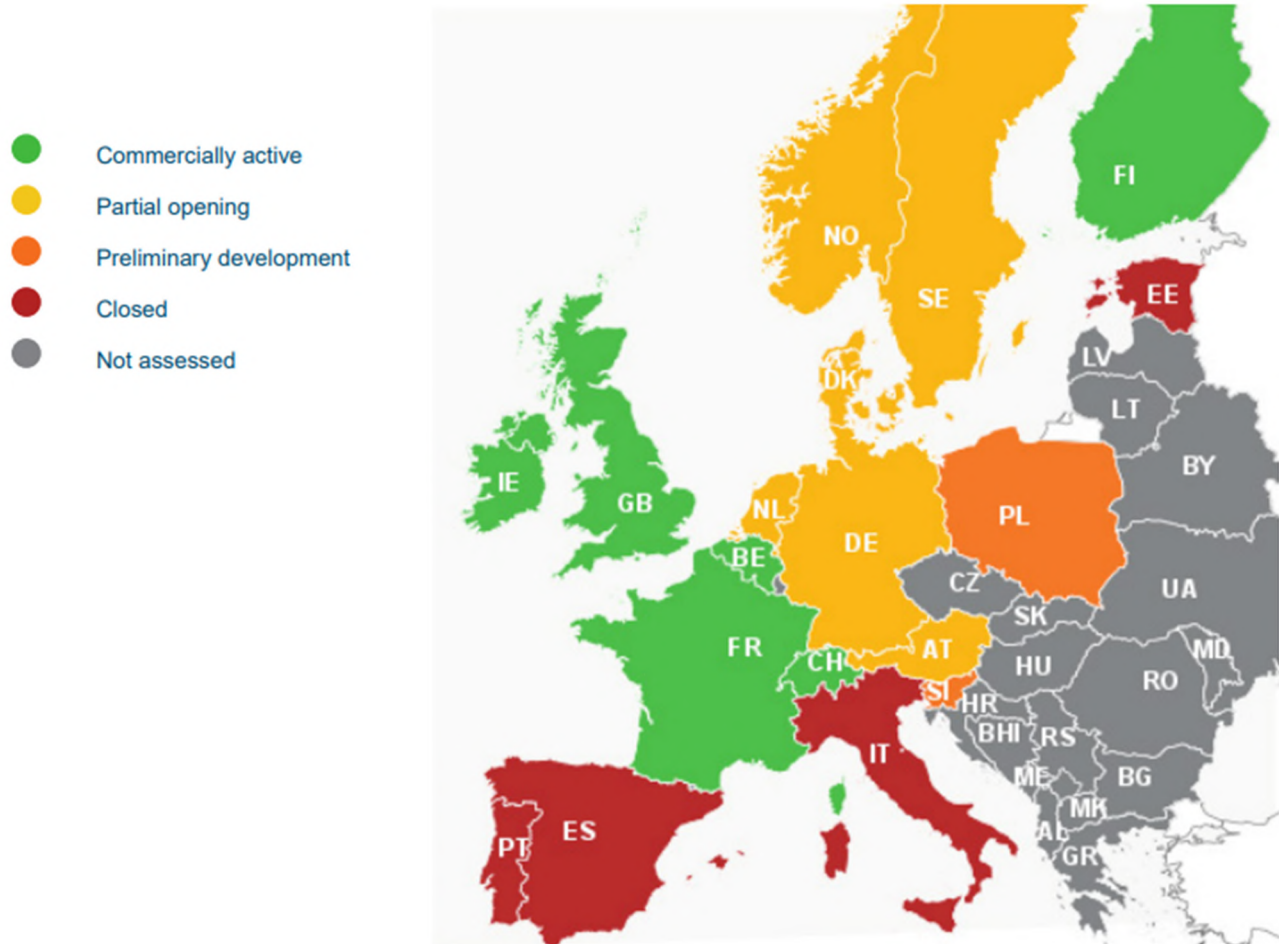 Commercially active
Partial opening
Preliminary development
Closed
Not assessed
FI
NO
SE
EE
LV
DK
LT
BY
IE
GB
NL
PL
DE
BE
CZ
UA
SK
FR
AT
MD
CH
HU
RO
SI
HR
BHI
RS
IT
ME
BG
MK
ES
AL
PT
GR